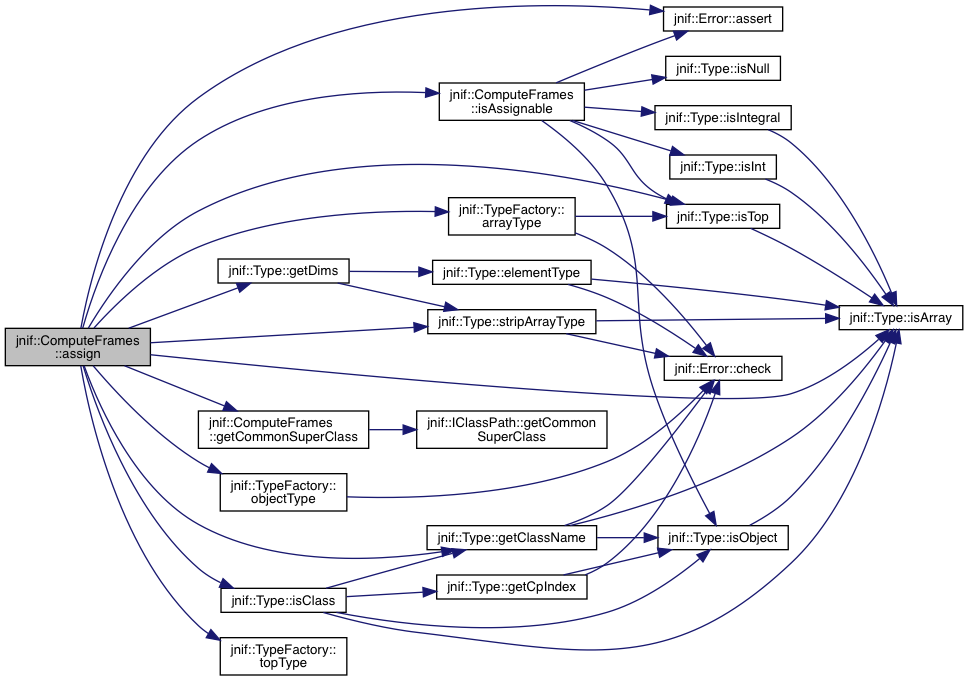 jnif::Error::assert
jnif::Type::isNull
jnif::ComputeFrames
::isAssignable
jnif::Type::isIntegral
jnif::Type::isInt
jnif::TypeFactory::
arrayType
jnif::Type::isTop
jnif::Type::getDims
jnif::Type::elementType
jnif::Type::stripArrayType
jnif::Type::isArray
jnif::ComputeFrames
::assign
jnif::Error::check
jnif::ComputeFrames
::getCommonSuperClass
jnif::IClassPath::getCommon
SuperClass
jnif::TypeFactory::
objectType
jnif::Type::getClassName
jnif::Type::isObject
jnif::Type::getCpIndex
jnif::Type::isClass
jnif::TypeFactory::
topType